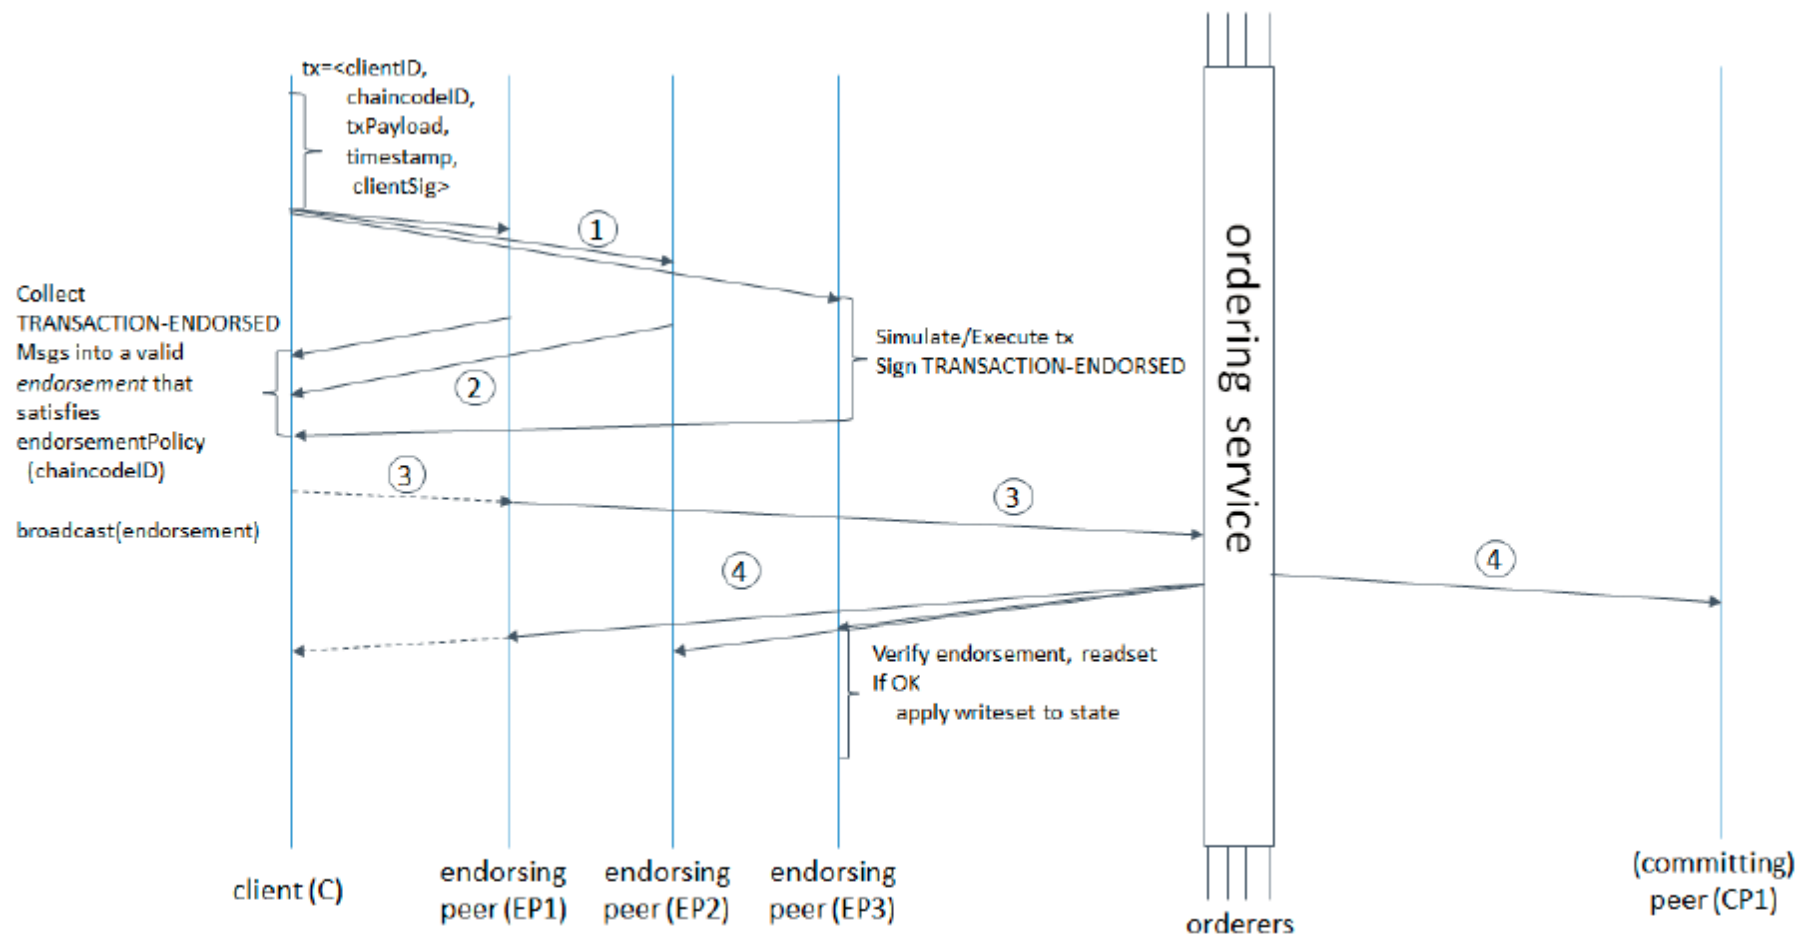 tx=<clientID,
chaincodeID,
txPayload,
timestamp,
clientSig>
1
Collect
TRANSACTION-ENDORSED
Msgs into a valid
endorsement that
satisfies
endorsementPolicy
(chaincodeID)
2
Simulate/Execute tx
Sign TRANSACTION-ENDORSED
ordering service
3
3
broadcast(endorsement)
4
4
Verify endorsement, readset
If OK
apply writeset to state
client (C)
endorsing
peer (EP1)
endorsing
peer (EP2)
endorsing
peer (EP3)
orderers
(committing)
peer (CP1)